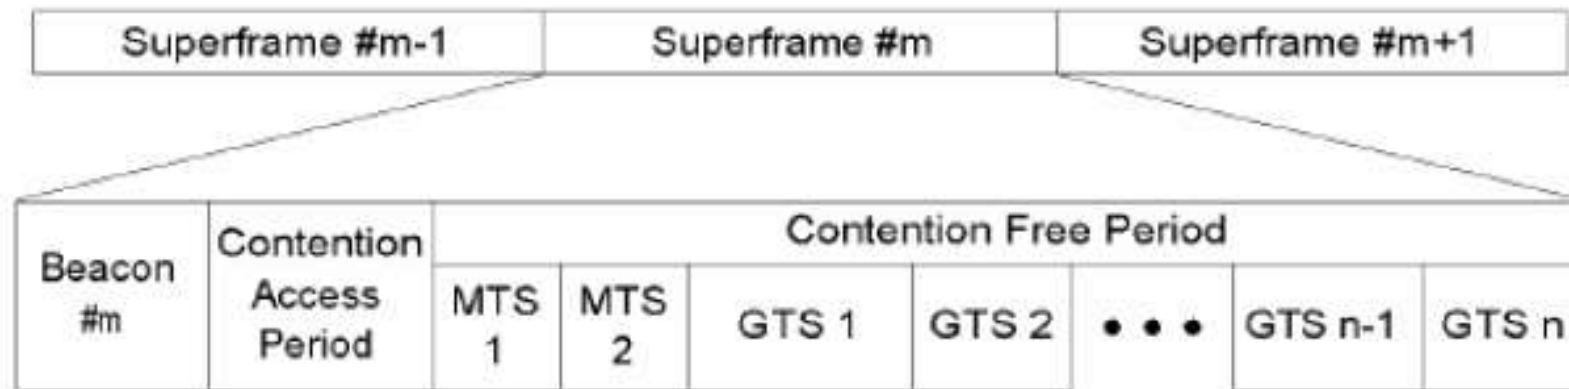 Superframe #m-1
Superframe #m
Superframe #m+1
Beacon
#m
Contention
Access
Period
Contention Free Period
MTS
1
MTS
2
GTS 1
GTS 2
• • •
GTS n-1
GTS n